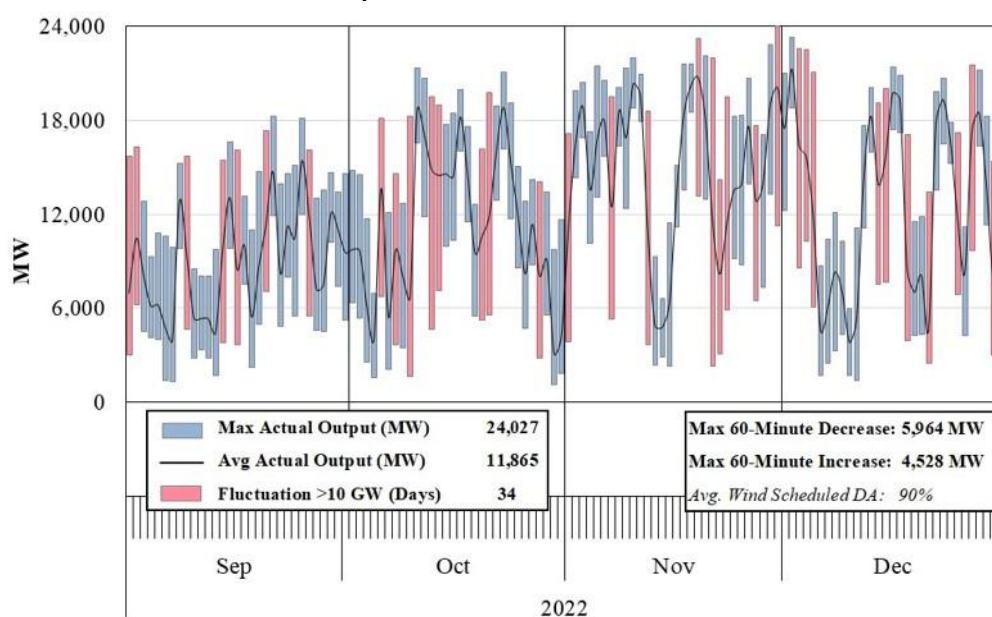 24,000
18,000
12,000
6,000
0
MW
Max Actual Output (MW) 24,027
Avg Actual Output (MW) 11,865
Fluctuation >10 GW (Days) 34
Max 60-Minute Decrease: 5,964 MW
Max 60-Minute Increase: 4,528 MW
Avg. Wind Scheduled DA: 90%
Sep Oct Nov Dec
2022